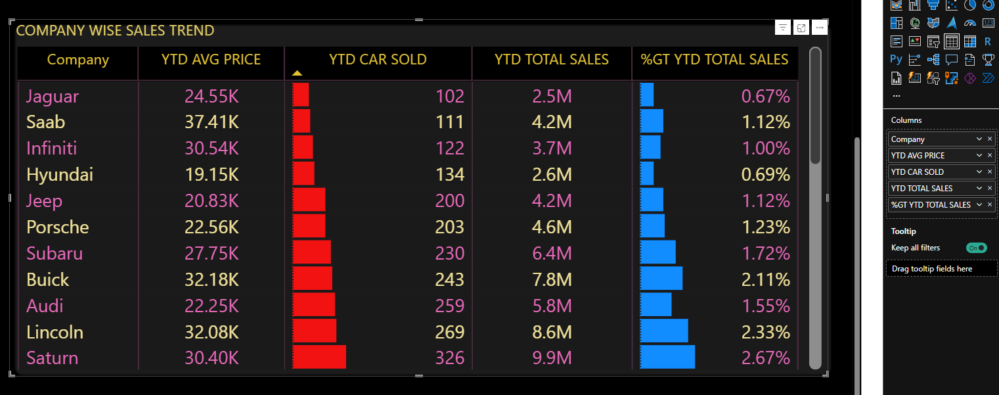 COMPANY WISE SALES TREND
Company YTD AVG PRICE YTD CAR SOLD YTD TOTAL SALES %GT YTD TOTAL SALES
Jaguar 24.55K 102 2.5M 0.67%
Saab 37.41K 111 4.2M 1.12%
Infiniti 30.54K 122 3.7M 1.00%
Hyundai 19.15K 134 2.6M 0.69%
Jeep 20.83K 200 4.2M 1.12%
Porsche 22.56K 203 4.6M 1.23%
Subaru 27.75K 230 6.4M 1.72%
Buick 32.18K 243 7.8M 2.11%
Audi 22.25K 259 5.8M 1.55%
Lincoln 32.08K 269 8.6M 2.33%
Saturn 30.40K 326 9.9M 2.67%
123
R
Py
123
Columns
Company
YTD AVG PRICE
YTD CAR SOLD
YTD TOTAL SALES
%GT YTD TOTAL SALES
Tooltip
Keep all filters On
Drag tooltip fields here